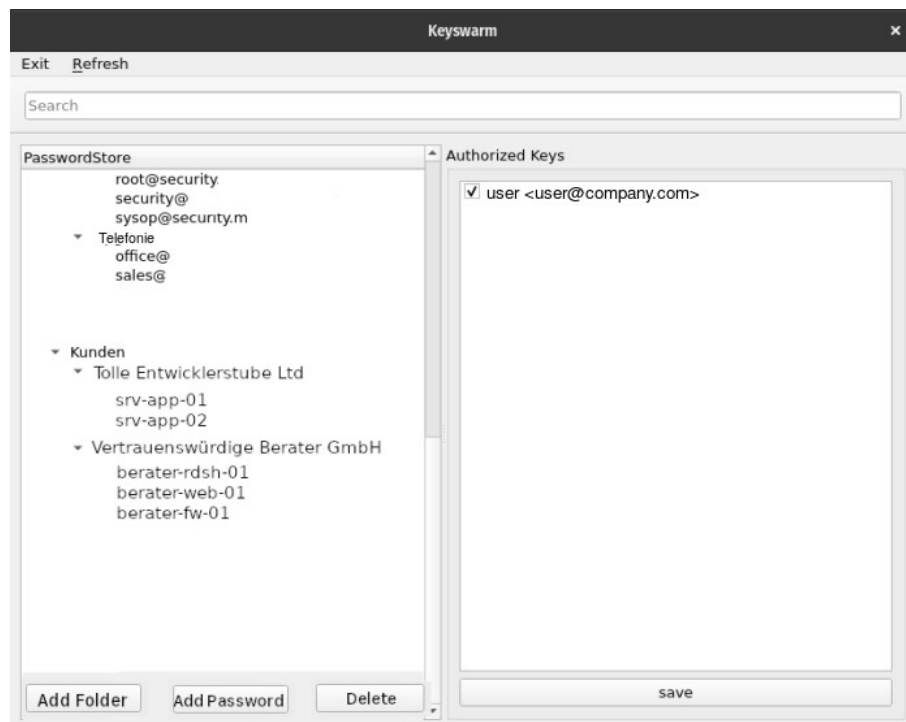 Keyswarm
Exit Refresh
Search
PasswordStore
root@security.
security@
sysop@security.m
Telefonie
office@
sales@
Kunden
Tolle Entwicklerstube Ltd
srv-app-01
srv-app-02
Vertrauenswürdige Berater GmbH
berater-rdsh-01
berater-web-01
berater-fw-01
Add Folder Add Password Delete
Authorized Keys
user <user@company.com>
save